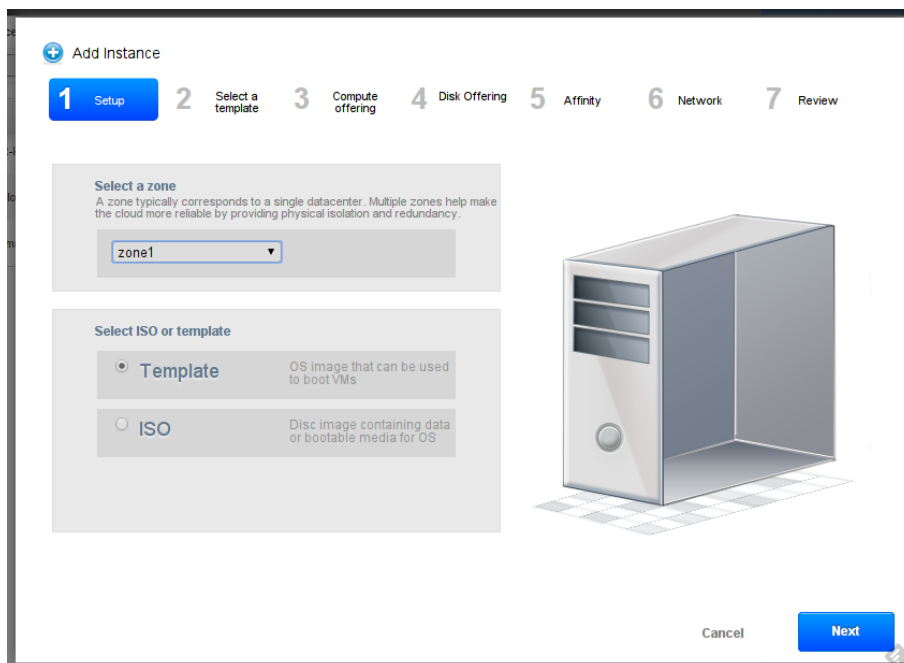 Add Instance
1 Setup 2 Select a template 3 Compute offering 4 Disk Offering 5 Affinity 6 Network 7 Review
Select a zone
A zone typically corresponds to a single datacenter. Multiple zones help make
the cloud more reliable by providing physical isolation and redundancy.
zone1
Select ISO or template
Template
OS image that can be used
to boot VMs
ISO
Disc image containing data
or bootable media for OS
Cancel
Next